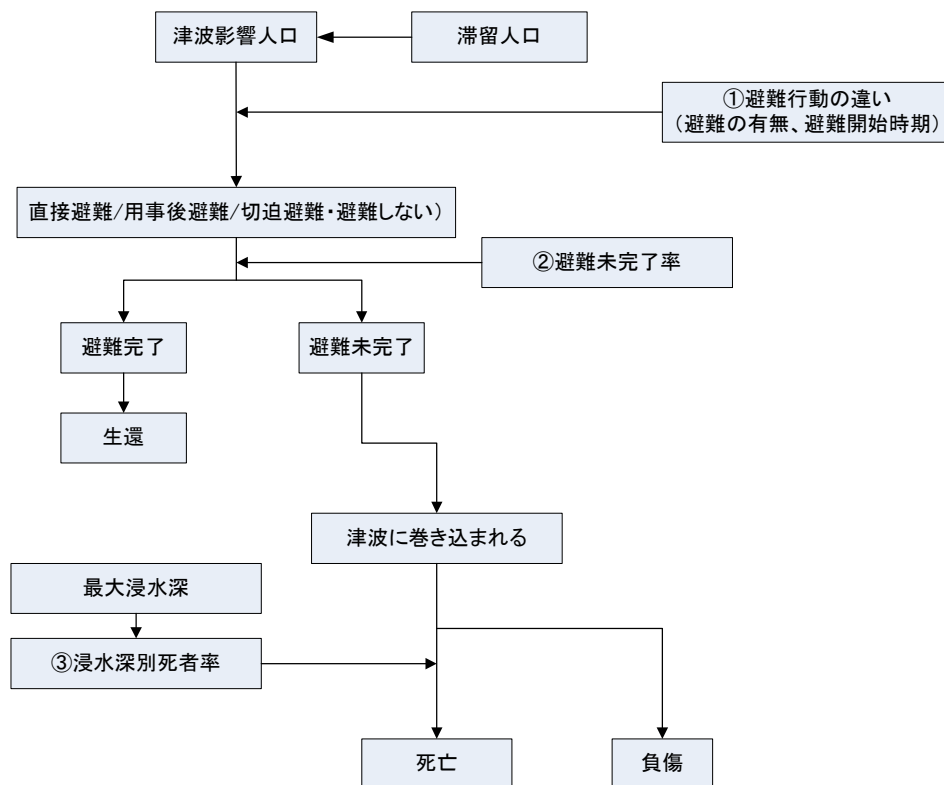 津波影響人口
滞留人口
①避難行動の違い
（避難の有無、避難開始時期）
直接避難/用事後避難/切迫避難・避難しない）
②避難未完了率
避難完了
避難未完了
生還
津波に巻き込まれる
最大浸水深
③浸水深別死者率
死亡
負傷